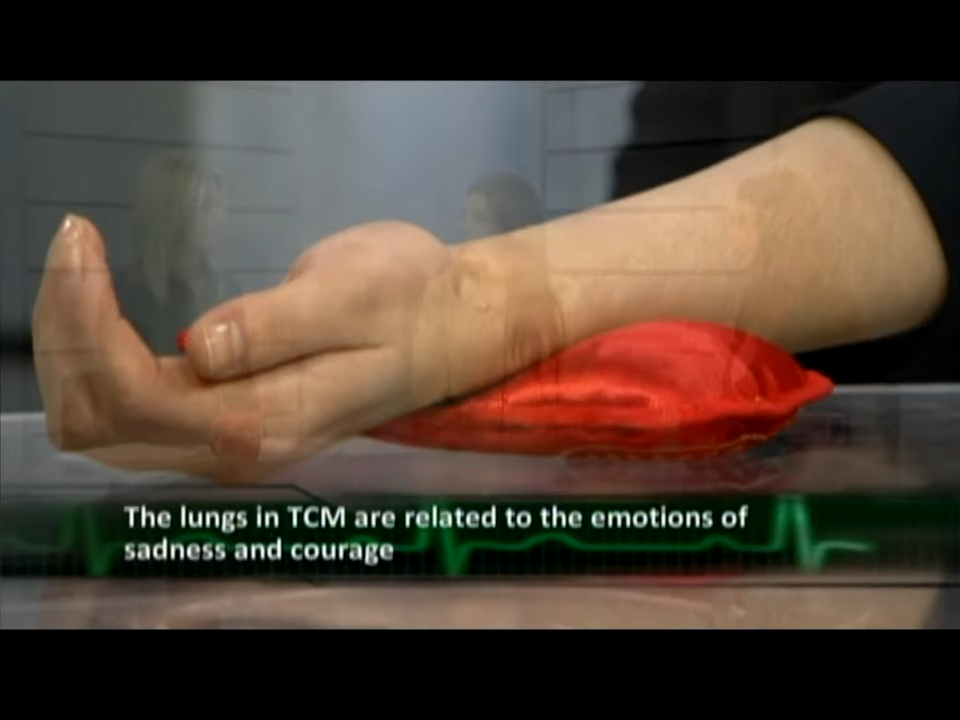 The lungs in TCM are related to the emotions of
sadness and courage